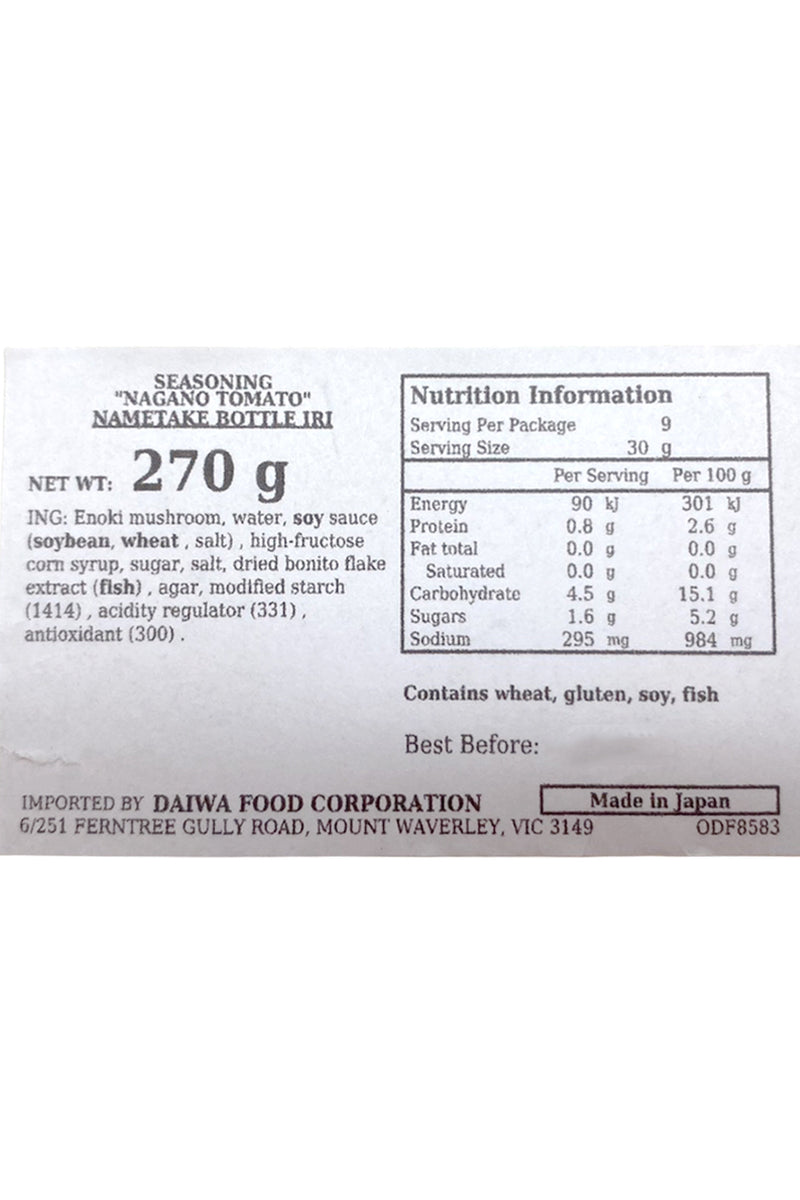 SEASONING
"NAGANO TOMATO"
NAMETAKE BOTTLE IRI
NET WT: 270 g
ING: Enoki mushroom, water, soy sauce
(soybean, wheat , salt) , high-fructose
corn syrup, sugar, salt, dried bonito flake
extract (fish) , agar, modified starch
(1414) , acidity regulator (331) ,
antioxidant (300) .
Nutrition Information
Serving Per Package 9
Serving Size 30 g
Per Serving Per 100 g
Energy 90 kJ 301 kJ
Protein 0.8 g 2.6 g
Fat total 0.0 g 0.0 g
Saturated 0.0 g 0.0 g
Carbohydrate 4.5 g 15.1 g
Sugars 1.6 g 5.2 g
Sodium 295 mg 984 mg
Contains wheat, gluten, soy, fish
Best Before:
IMPORTED BY DAIWA FOOD CORPORATION
6/251 FERNTREE GULLY ROAD, MOUNT WAVERLEY, VIC 3149
Made in Japan
ODF8583